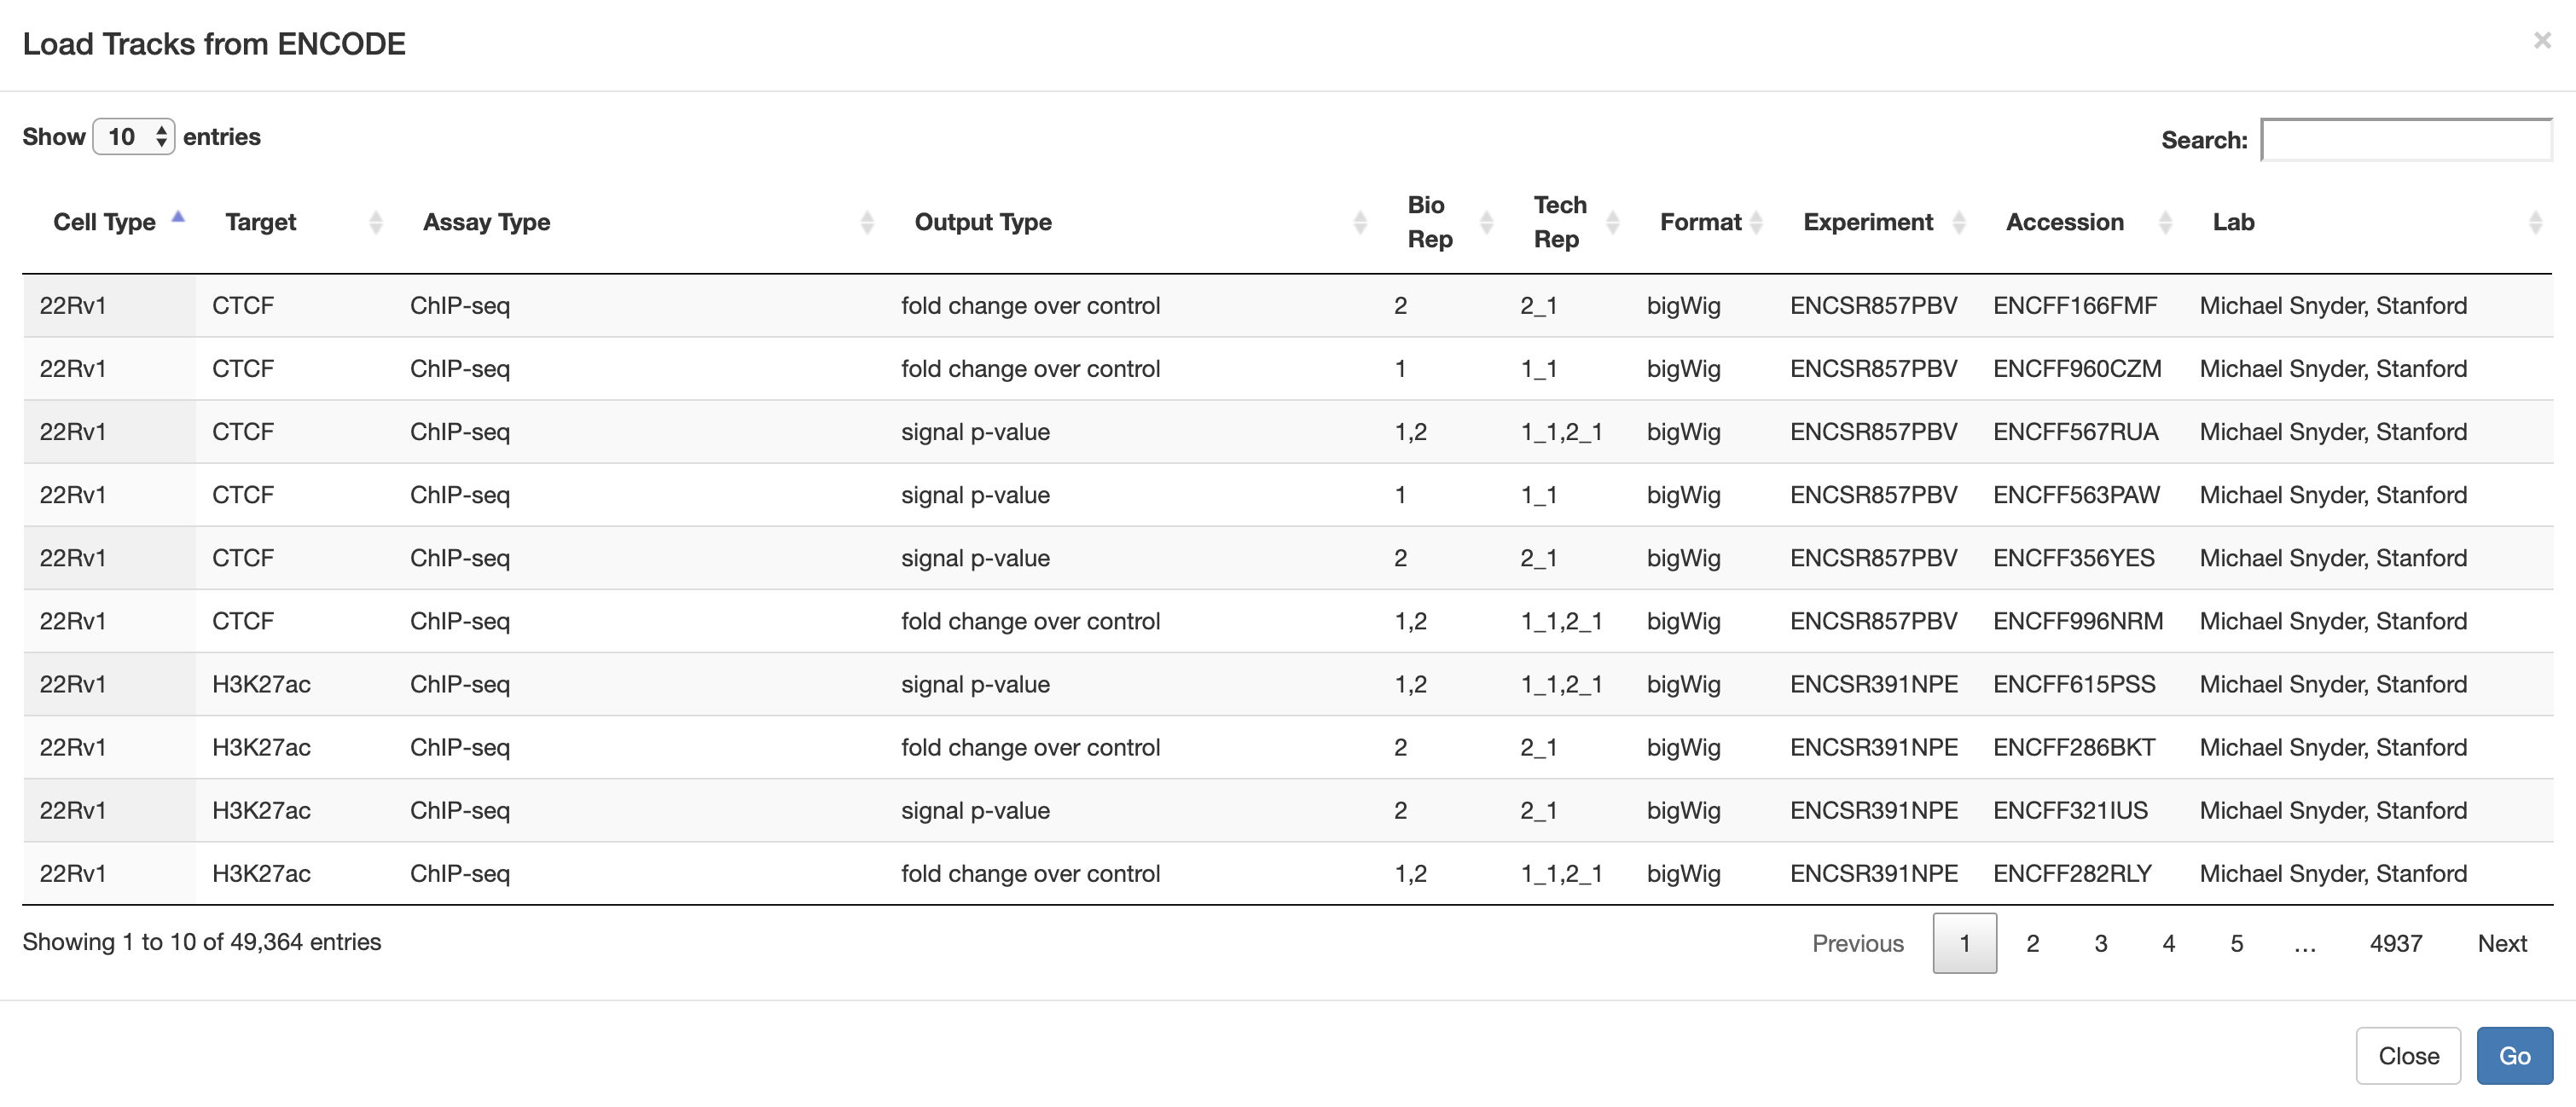 Load Tracks from ENCODE ×
Show 10 entries Search:
Cell Type Target Assay Type Output Type Bio Rep Tech Rep Format Experiment Accession Lab
22Rv1 CTCF ChIP-seq fold change over control 2 2_1 bigWig ENCSR857PBV ENCFF166FMF Michael Snyder, Stanford
22Rv1 CTCF ChIP-seq fold change over control 1 1_1 bigWig ENCSR857PBV ENCFF960CZM Michael Snyder, Stanford
22Rv1 CTCF ChIP-seq signal p-value 1,2 1_1,2_1 bigWig ENCSR857PBV ENCFF567RUA Michael Snyder, Stanford
22Rv1 CTCF ChIP-seq signal p-value 1 1_1 bigWig ENCSR857PBV ENCFF563PAW Michael Snyder, Stanford
22Rv1 CTCF ChIP-seq signal p-value 2 2_1 bigWig ENCSR857PBV ENCFF356YES Michael Snyder, Stanford
22Rv1 CTCF ChIP-seq fold change over control 1,2 1_1,2_1 bigWig ENCSR857PBV ENCFF996NRM Michael Snyder, Stanford
22Rv1 H3K27ac ChIP-seq signal p-value 1,2 1_1,2_1 bigWig ENCSR391NPE ENCFF615PSS Michael Snyder, Stanford
22Rv1 H3K27ac ChIP-seq fold change over control 2 2_1 bigWig ENCSR391NPE ENCFF286BKT Michael Snyder, Stanford
22Rv1 H3K27ac ChIP-seq signal p-value 2 2_1 bigWig ENCSR391NPE ENCFF321IUS Michael Snyder, Stanford
22Rv1 H3K27ac ChIP-seq fold change over control 1,2 1_1,2_1 bigWig ENCSR391NPE ENCFF282RLY Michael Snyder, Stanford
Showing 1 to 10 of 49,364 entries Previous 1 2 3 4 5 … 4937 Next
Close Go